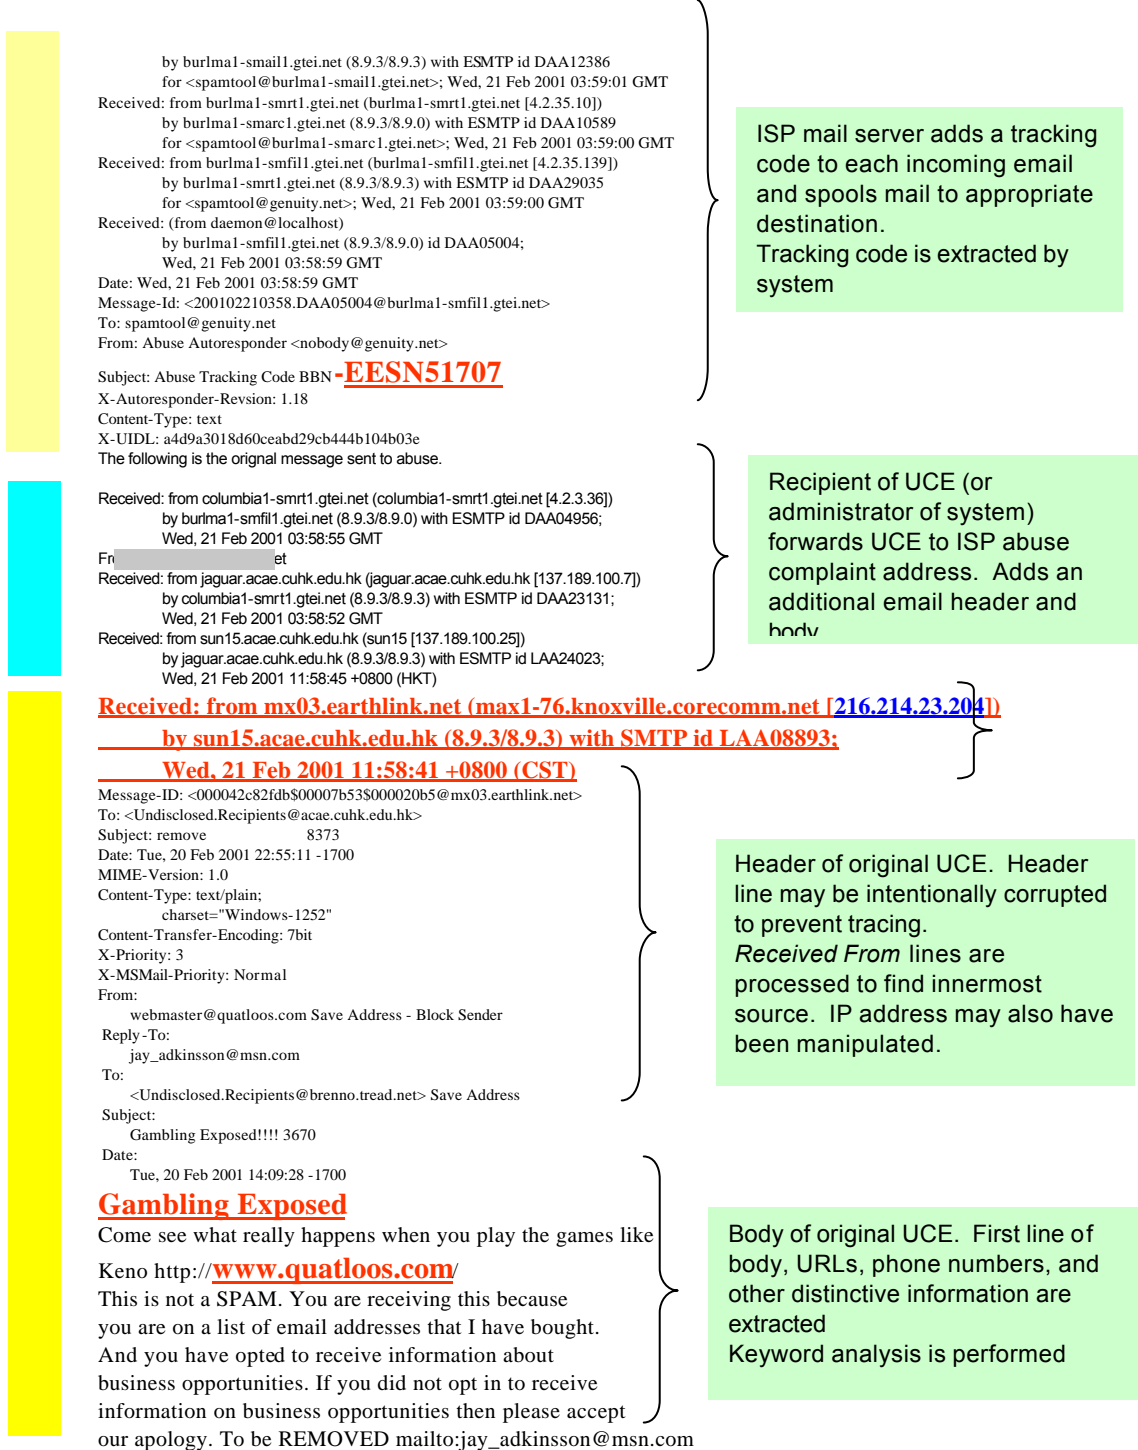 by burlma1-smail1.gtei.net (8.9.3/8.9.3) with ESMTP id DAA12386
for <spamtool@burlma1-smail1.gtei.net>; Wed, 21 Feb 2001 03:59:01 GMT
Received: from burlma1-smrt1.gtei.net (burlma1-smrt1.gtei.net [4.2.35.10])
by burlma1-smarc1.gtei.net (8.9.3/8.9.0) with ESMTP id DAA10589
for <spamtool@burlma1-smarc1.gtei.net>; Wed, 21 Feb 2001 03:59:00 GMT
Received: from burlma1-smfil1.gtei.net (burlma1-smfil1.gtei.net [4.2.35.139])
by burlma1-smrt1.gtei.net (8.9.3/8.9.3) with ESMTP id DAA29035
for <spamtool@genuity.net>; Wed, 21 Feb 2001 03:59:00 GMT
Received: (from daemon@localhost)
by burlma1-smfil1.gtei.net (8.9.3/8.9.0) id DAA05004;
Wed, 21 Feb 2001 03:58:59 GMT
Date: Wed, 21 Feb 2001 03:58:59 GMT
Message-Id: <200102210358.DAA05004@burlma1-smfil1.gtei.net>
To: spamtool@genuity.net
From: Abuse Autoresponder <nobody@genuity.net>
Subject: Abuse Tracking Code BBN -EESN51707
X-Autoresponder-Revsion: 1.18
Content-Type: text
X-UIDL: a4d9a3018d60ceabd29cb444b104b03e
The following is the orignal message sent to abuse.
ISP mail server adds a tracking
code to each incoming email
and spools mail to appropriate
destination.
Tracking code is extracted by
system
Received: from columbia1-smrt1.gtei.net (columbia1-smrt1.gtei.net [4.2.3.36])
by burlma1-smfil1.gtei.net (8.9.3/8.9.0) with ESMTP id DAA04956;
Wed, 21 Feb 2001 03:58:55 GMT
Fr et
Received: from jaguar.acae.cuhk.edu.hk (jaguar.acae.cuhk.edu.hk [137.189.100.7])
by columbia1-smrt1.gtei.net (8.9.3/8.9.3) with ESMTP id DAA23131;
Wed, 21 Feb 2001 03:58:52 GMT
Received: from sun15.acae.cuhk.edu.hk (sun15 [137.189.100.25])
by jaguar.acae.cuhk.edu.hk (8.9.3/8.9.3) with ESMTP id LAA24023;
Wed, 21 Feb 2001 11:58:45 +0800 (HKT)
Recipient of UCE (or
administrator of system)
forwards UCE to ISP abuse
complaint address. Adds an
additional email header and
body
Received: from mx03.earthlink.net (max1-76.knoxville.corecomm.net [216.214.23.204])
by sun15.acae.cuhk.edu.hk (8.9.3/8.9.3) with SMTP id LAA08893;
Wed, 21 Feb 2001 11:58:41 +0800 (CST)
Message-ID: <000042c82fdb$00007b53$000020b5@mx03.earthlink.net>
To: <Undisclosed.Recipients@acae.cuhk.edu.hk>
Subject: remove 8373
Date: Tue, 20 Feb 2001 22:55:11 -1700
MIME-Version: 1.0
Content-Type: text/plain;
charset="Windows-1252"
Content-Transfer-Encoding: 7bit
X-Priority: 3
X-MSMail-Priority: Normal
From:
webmaster@quatloos.com Save Address - Block Sender
Reply-To:
jay_adkinsson@msn.com
To:
<Undisclosed.Recipients@brenno.tread.net> Save Address
Subject:
Gambling Exposed!!!! 3670
Date:
Tue, 20 Feb 2001 14:09:28 -1700
Header of original UCE. Header
line may be intentionally corrupted
to prevent tracing.
Received From lines are
processed to find innermost
source. IP address may also have
been manipulated.
Gambling Exposed
Come see what really happens when you play the games like
Keno http://www.quatloos.com/
This is not a SPAM. You are receiving this because
you are on a list of email addresses that I have bought.
And you have opted to receive information about
business opportunities. If you did not opt in to receive
information on business opportunities then please accept
our apology. To be REMOVED mailto:jay_adkinsson@msn.com
Body of original UCE. First line of
body, URLs, phone numbers, and
other distinctive information are
extracted
Keyword analysis is performed